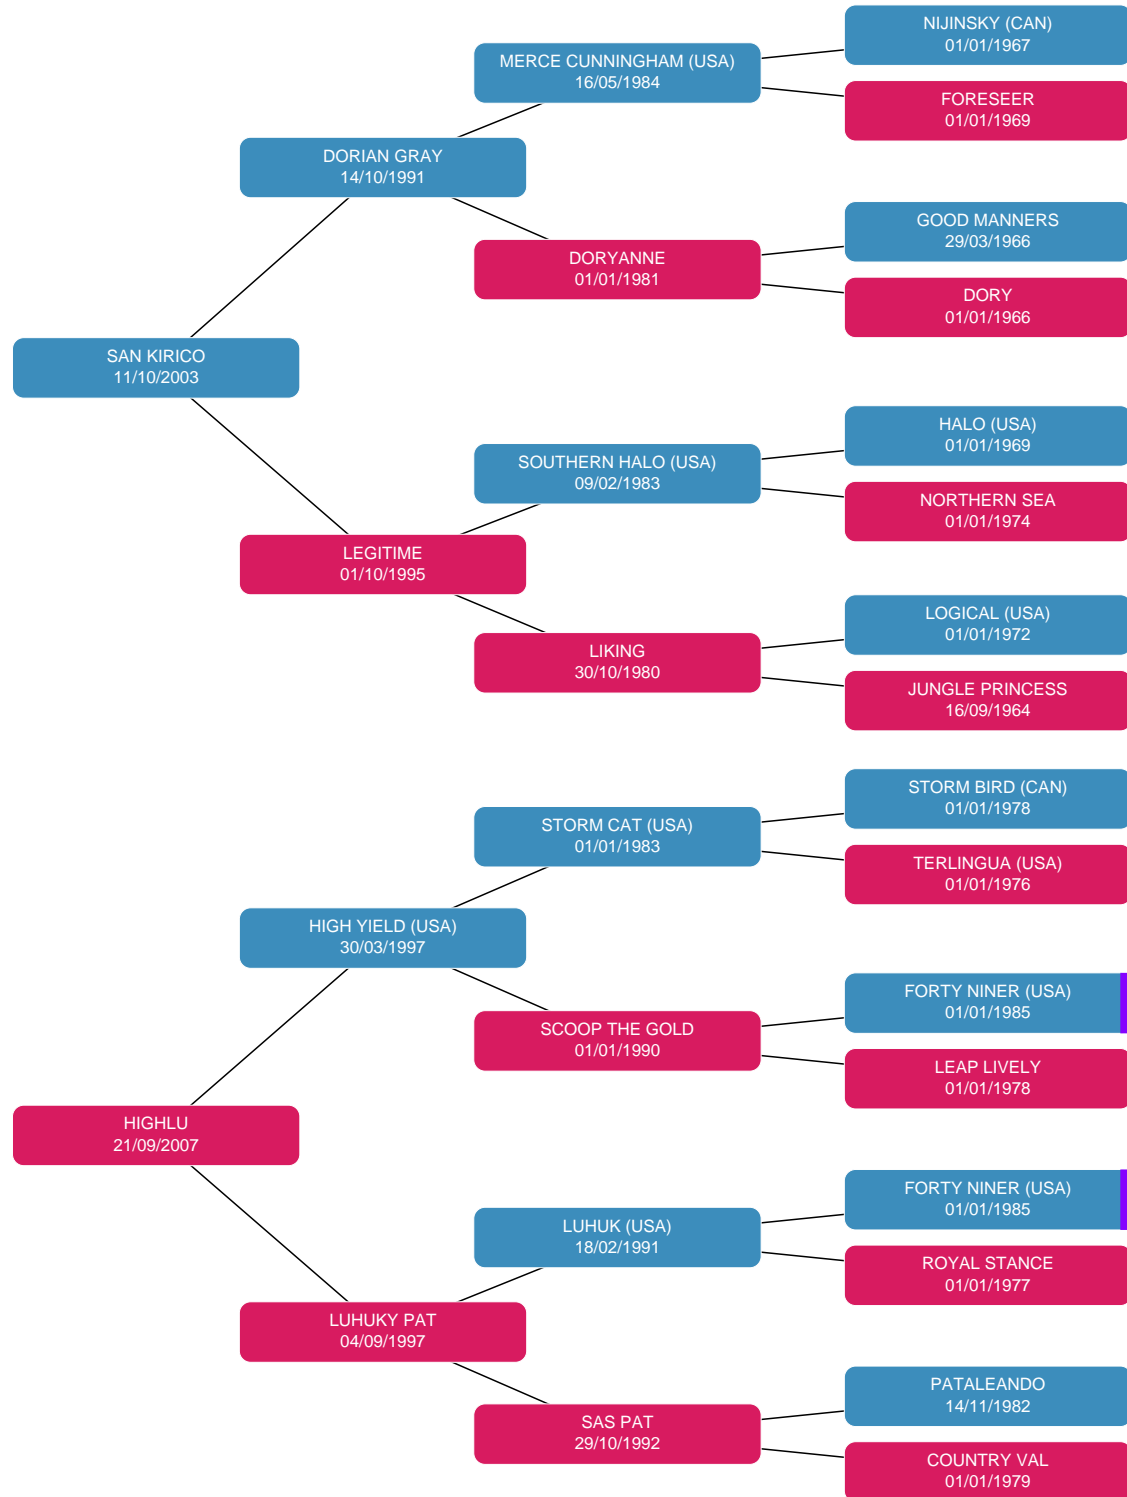 NIJINSKY (CAN)
01/01/1967
MERCE CUNNINGHAM (USA)
16/05/1984
FORESEER
01/01/1969
DORIAN GRAY
14/10/1991
GOOD MANNERS
29/03/1966
DORYANNE
01/01/1981
DORY
01/01/1966
SAN KIRICO
11/10/2003
HALO (USA)
01/01/1969
SOUTHERN HALO (USA)
09/02/1983
NORTHERN SEA
01/01/1974
LEGITIME
01/10/1995
LOGICAL (USA)
01/01/1972
LIKING
30/10/1980
JUNGLE PRINCESS
16/09/1964
STORM BIRD (CAN)
01/01/1978
STORM CAT (USA)
01/01/1983
TERLINGUA (USA)
01/01/1976
HIGH YIELD (USA)
30/03/1997
FORTY NINER (USA)
01/01/1985
SCOOP THE GOLD
01/01/1990
LEAP LIVELY
01/01/1978
HIGHLU
21/09/2007
FORTY NINER (USA)
01/01/1985
LUHUK (USA)
18/02/1991
ROYAL STANCE
01/01/1977
LUHUKY PAT
04/09/1997
PATALEANDO
14/11/1982
SAS PAT
29/10/1992
COUNTRY VAL
01/01/1979